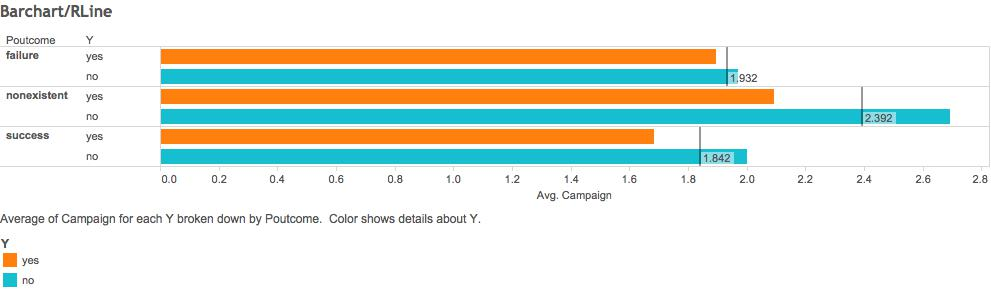 Barchart/RLine
Poutcome Y
failure yes
no 1.932
nonexistent yes
no 2.392
success yes
no 1.842
0.0 0.2 0.4 0.6 0.8 1.0 1.2 1.4 1.6 1.8 2.0 2.2 2.4 2.6 2.8
Avg. Campaign
Average of Campaign for each Y broken down by Poutcome. Color shows details about Y.
Y
yes
no